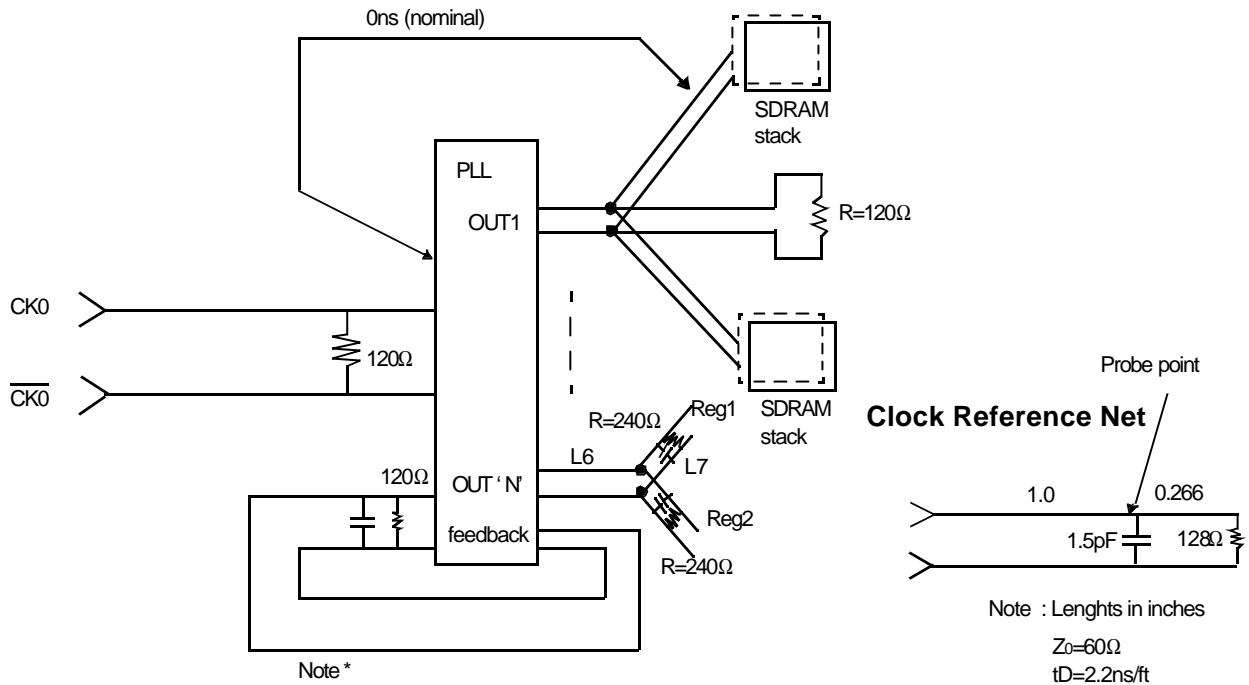 0ns (nominal)
SDRAM
stack
PLL
OUT1
R=120Ω
CK0
120Ω
CK0
SDRAM
stack
Probe point
Clock Reference Net
Reg1
R=240Ω
L6
L7
120Ω
OUT ‘ N’
Reg2
feedback
R=240Ω
1.0
0.266
1.5pF
128Ω
Note : Lenghts in inches
Z0=60Ω
tD=2.2ns/ft
Note *